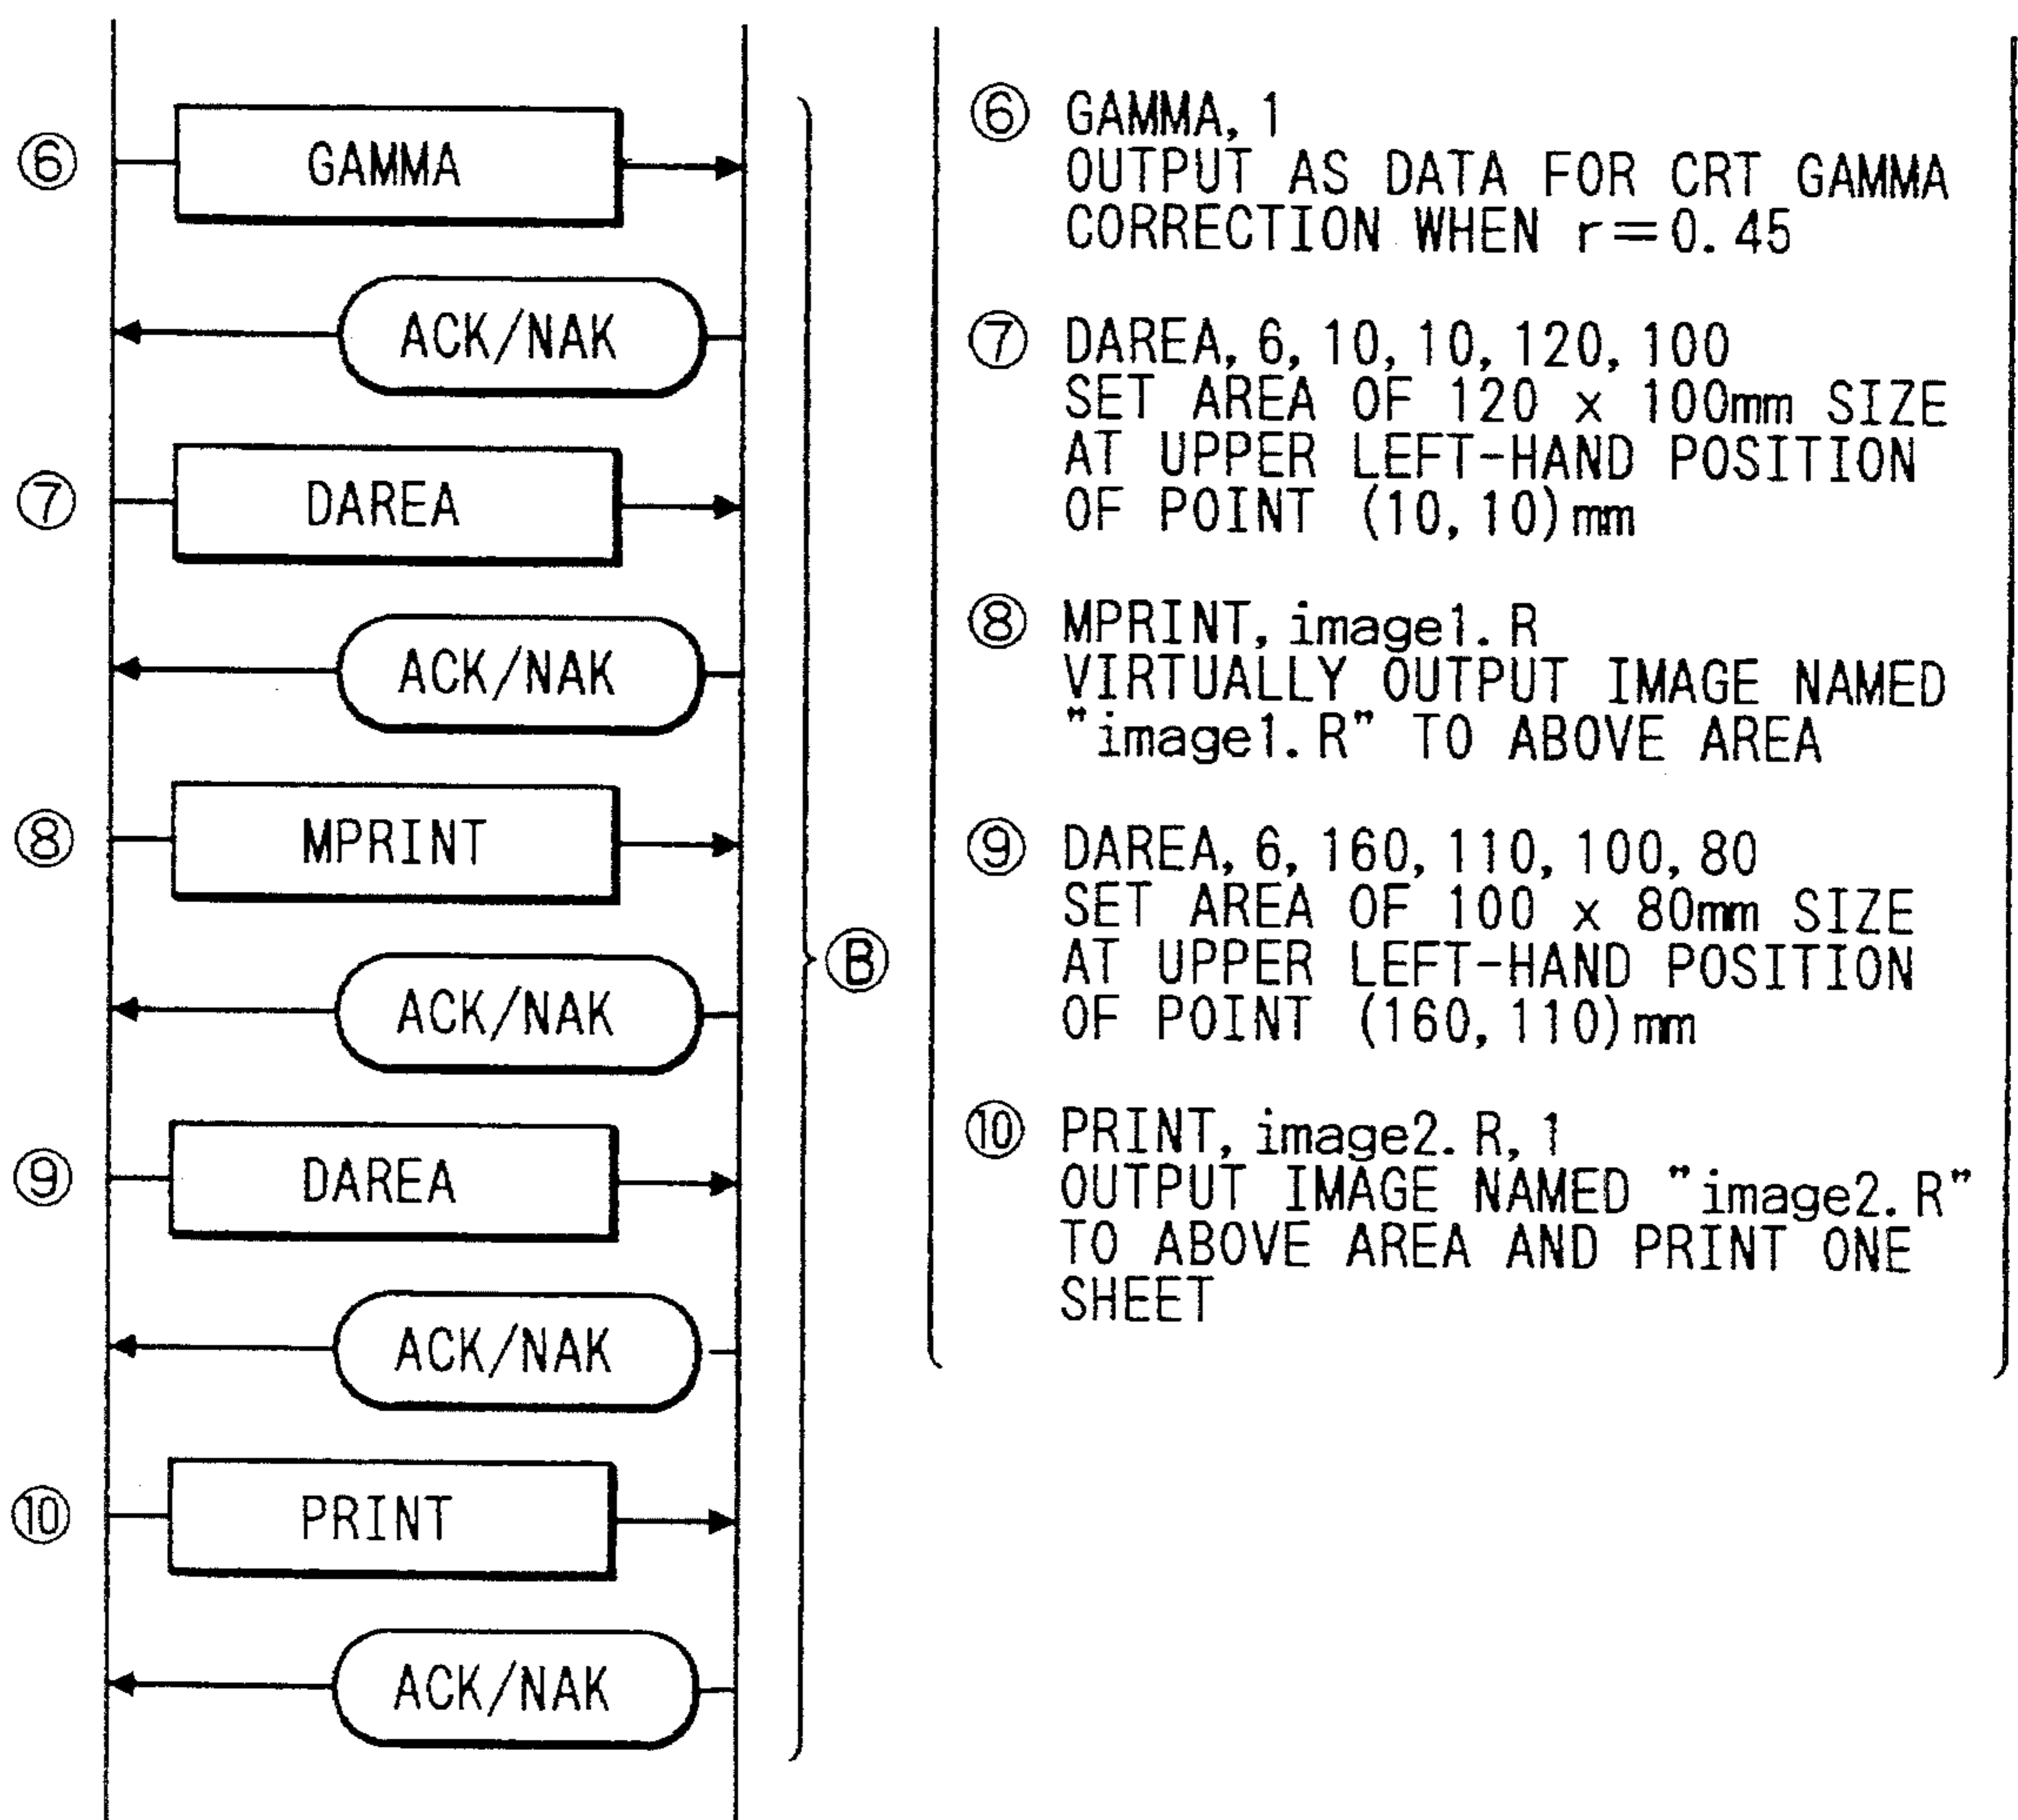 ⑥ GAMMA
ACK/NAK
⑦ DAREA
ACK/NAK
⑧ MPRINT
ACK/NAK
⑨ DAREA
ACK/NAK
⑩ PRINT
ACK/NAK
Ⓑ
⑥ GAMMA, 1
OUTPUT AS DATA FOR CRT GAMMA
CORRECTION WHEN r=0.45
⑦ DAREA, 6, 10, 10, 120, 100
SET AREA OF 120 x 100mm SIZE
AT UPPER LEFT-HAND POSITION
OF POINT (10, 10) mm
⑧ MPRINT, image1. R
VIRTUALLY OUTPUT IMAGE NAMED
"image1. R" TO ABOVE AREA
⑨ DAREA, 6, 160, 110, 100, 80
SET AREA OF 100 x 80mm SIZE
AT UPPER LEFT-HAND POSITION
OF POINT (160, 110) mm
⑩ PRINT, image2. R, 1
OUTPUT IMAGE NAMED "image2. R"
TO ABOVE AREA AND PRINT ONE
SHEET